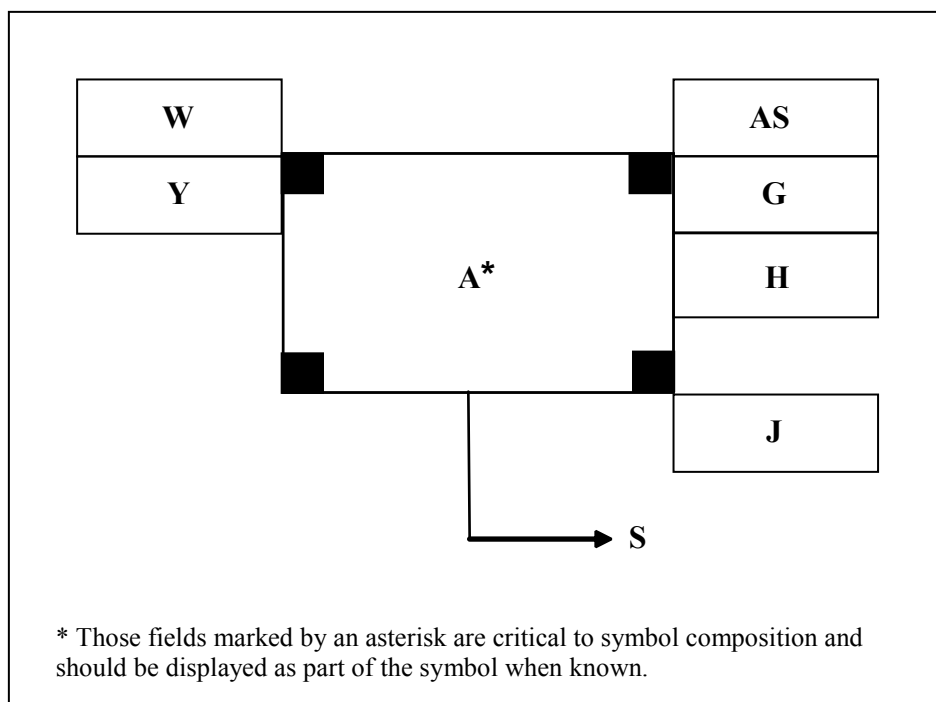 W
AS
Y
G
A*
H
J
S
* Those fields marked by an asterisk are critical to symbol composition and
should be displayed as part of the symbol when known.